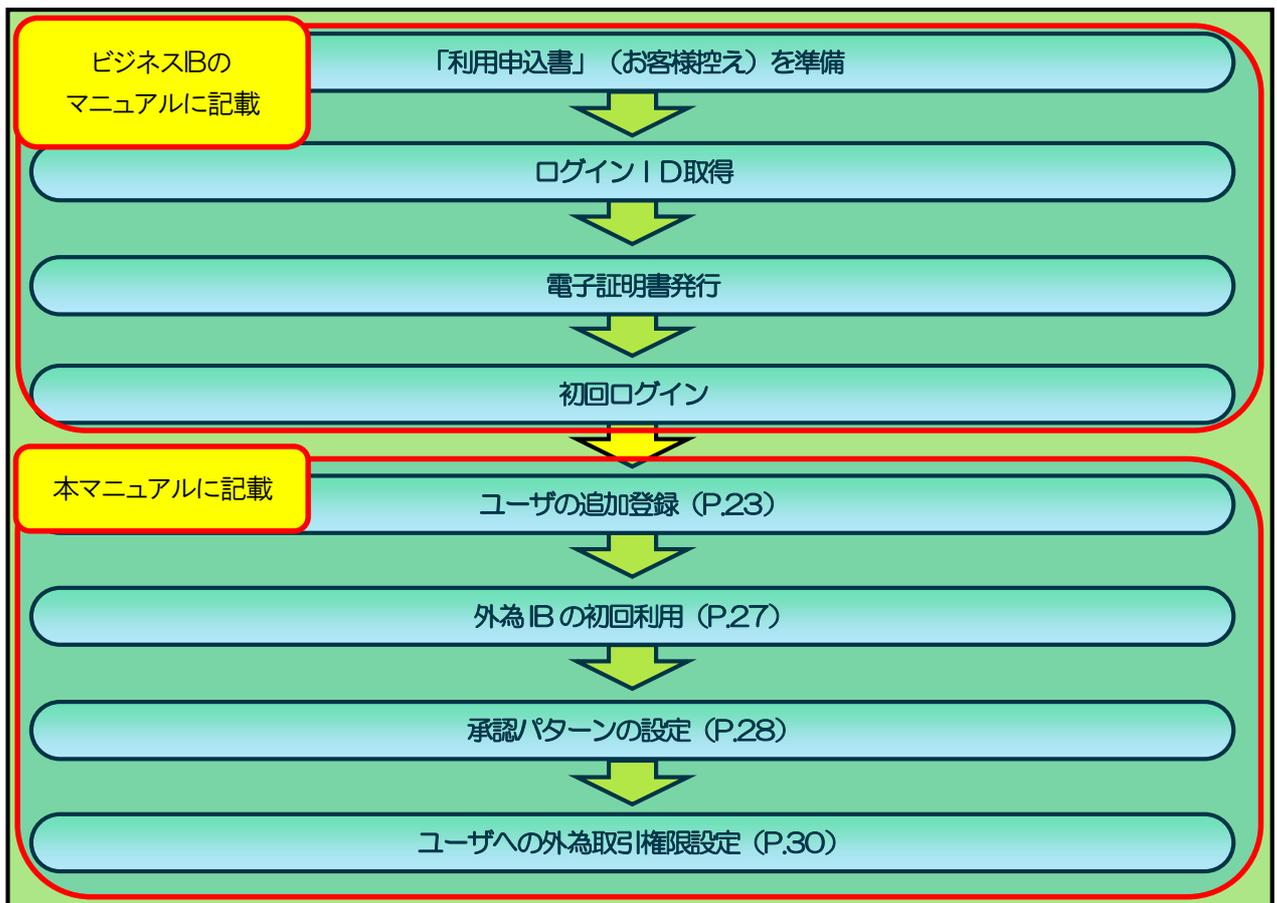 ビジネスIBの
マニュアルに記載
「利用申込書」（お客様控え）を準備
ログインＩＤ取得
電子証明書発行
初回ログイン
本マニュアルに記載
ユーザの追加登録（P.23）
外為 IB の初回利用（P.27）
承認パターンの設定（P.28）
ユーザへの外為取引権限設定（P.30）